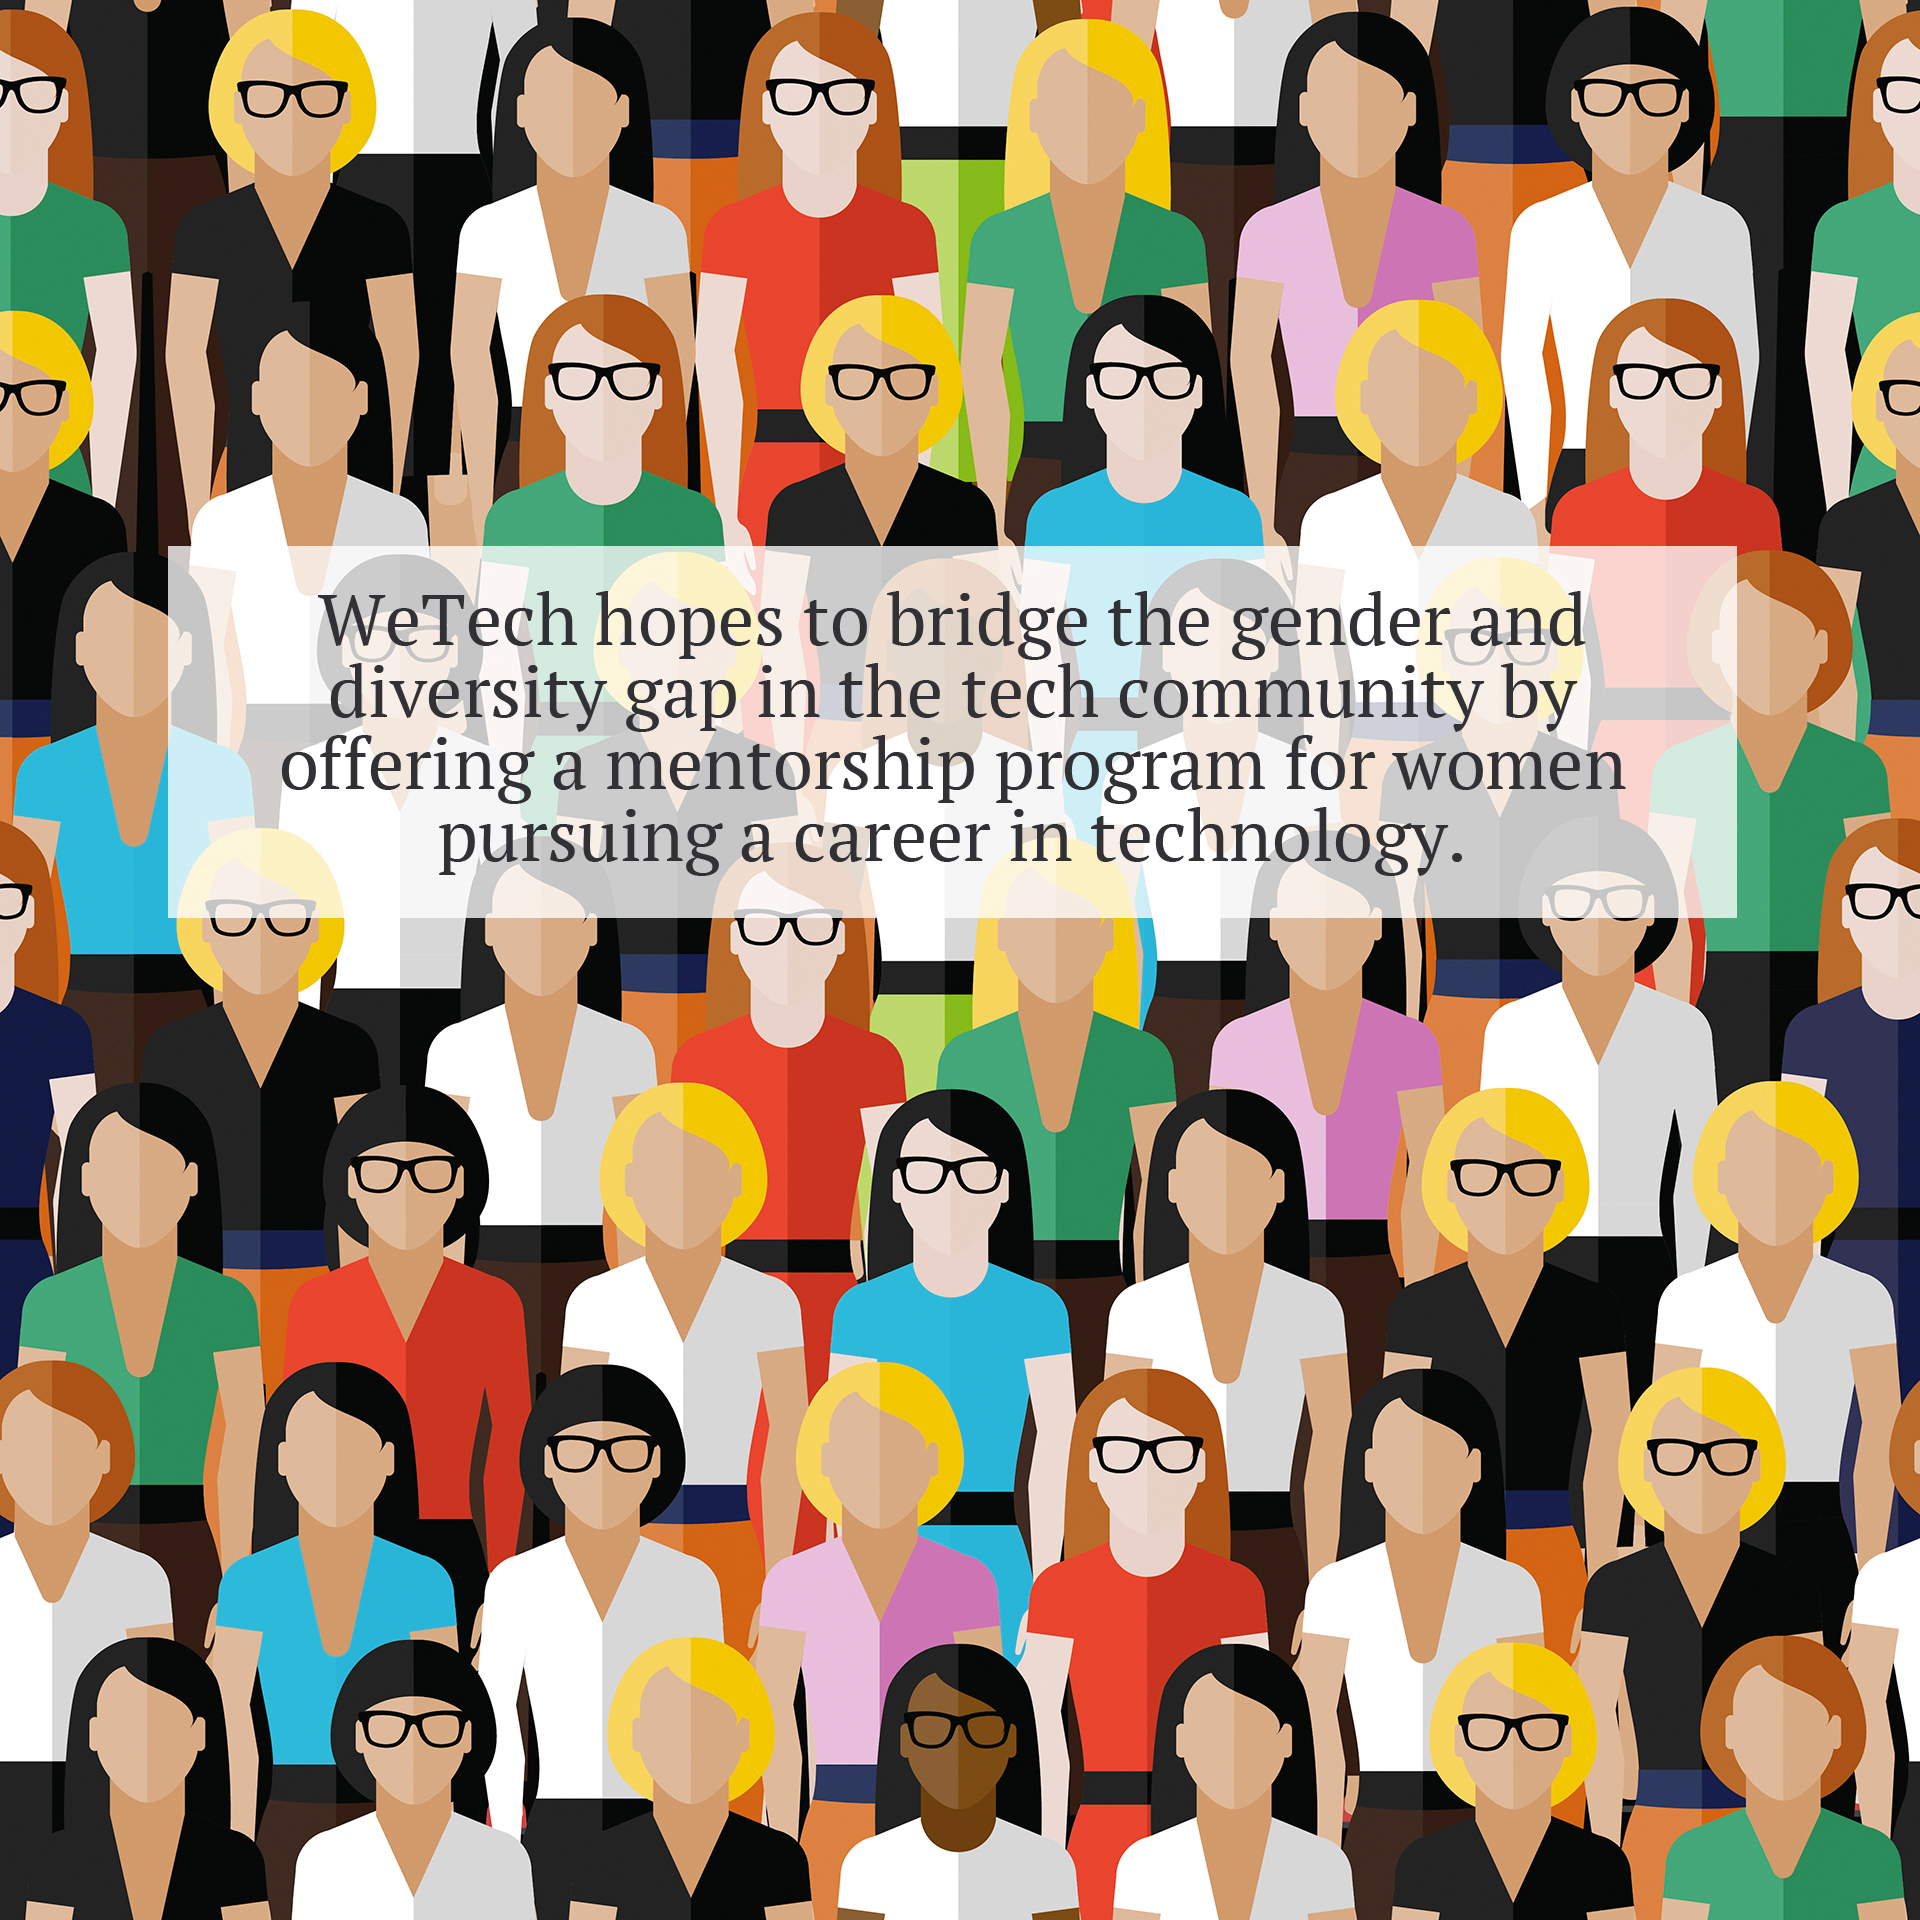 WeTech hopes to bridge the gender and
diversity gap in the tech community by
offering a mentorship program for women
pursuing a career in technology.